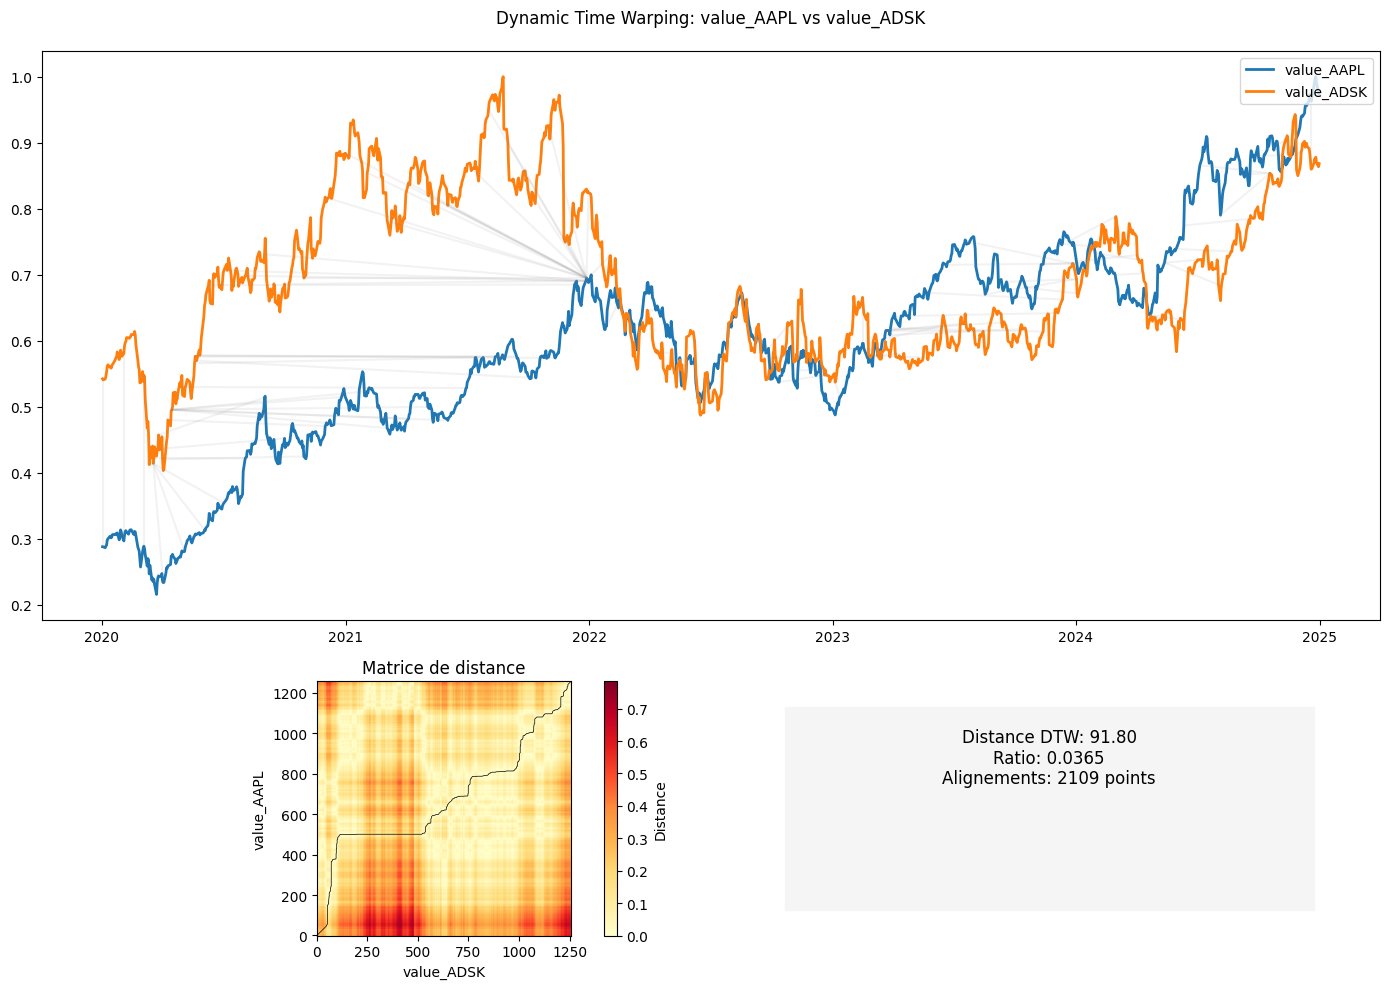 Dynamic Time Warping: value_AAPL vs value_ADSK
value_AAPL
value_ADSK
1.0
0.9
0.8
0.7
0.6
0.5
0.4
0.3
0.2
2020 2021 2022 2023 2024 2025
Matrice de distance
value_AAPL
1200
1000
800
600
400
200
0
0 250 500 750 1000 1250
value_ADSK
0.7
0.6
0.5
0.4
0.3
0.2
0.1
0.0
Distance
Distance DTW: 91.80
Ratio: 0.0365
Alignements: 2109 points